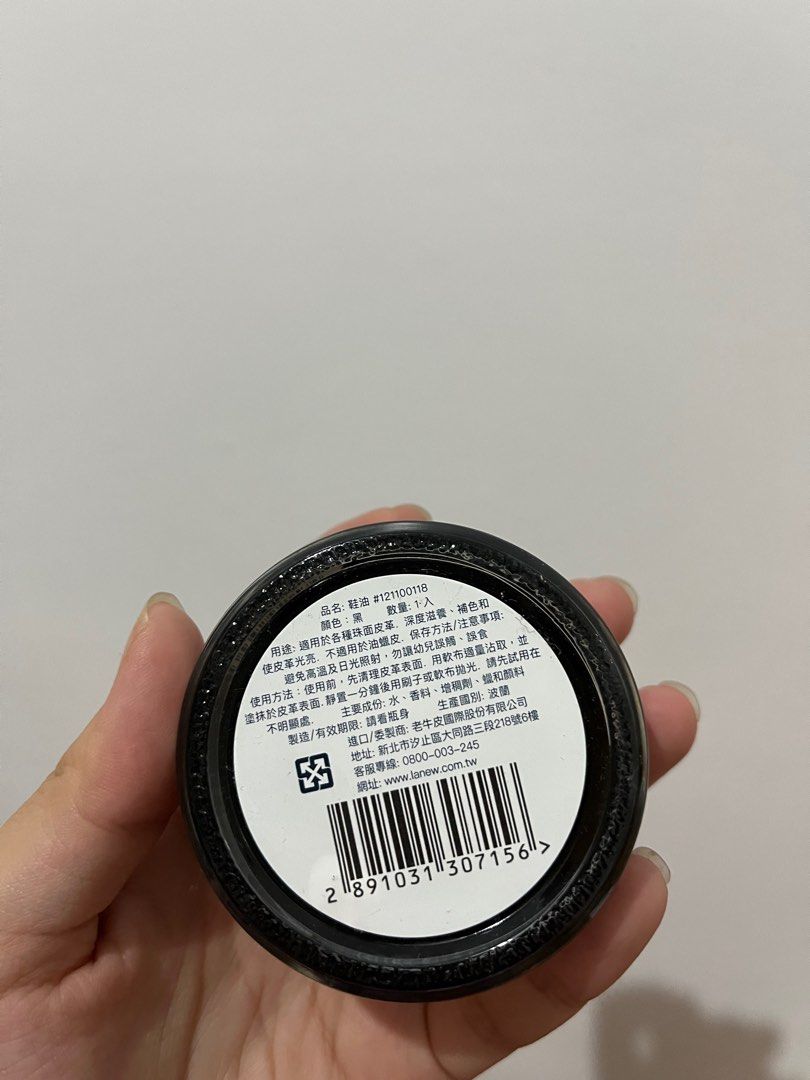 品名: 鞋油 #121100118
顏色：黑 數量: 1 入
用途: 適用於各種珠面皮革. 深度滋養、補色和
使皮革光亮. 不適用於油蠟皮. 保存方法/注意事項:
避免高溫及日光照射, 勿讓幼兒誤觸、誤食
使用方法：使用前, 先清理皮革表面. 用軟布適量沾取, 並
塗抹於皮革表面. 靜置一分鐘後用刷子或軟布拋光. 請先試用在
不明顯處. 主要成份: 水、香料、增稠劑、蠟和顏料
製造/有效期限: 請看瓶身 生產國別: 波蘭
進口/委製商: 老牛皮國際股份有限公司
地址: 新北市汐止區大同路三段218號6樓
客服專線: 0800-003-245
網址: www.lanew.com.tw
2 891031 307156 >